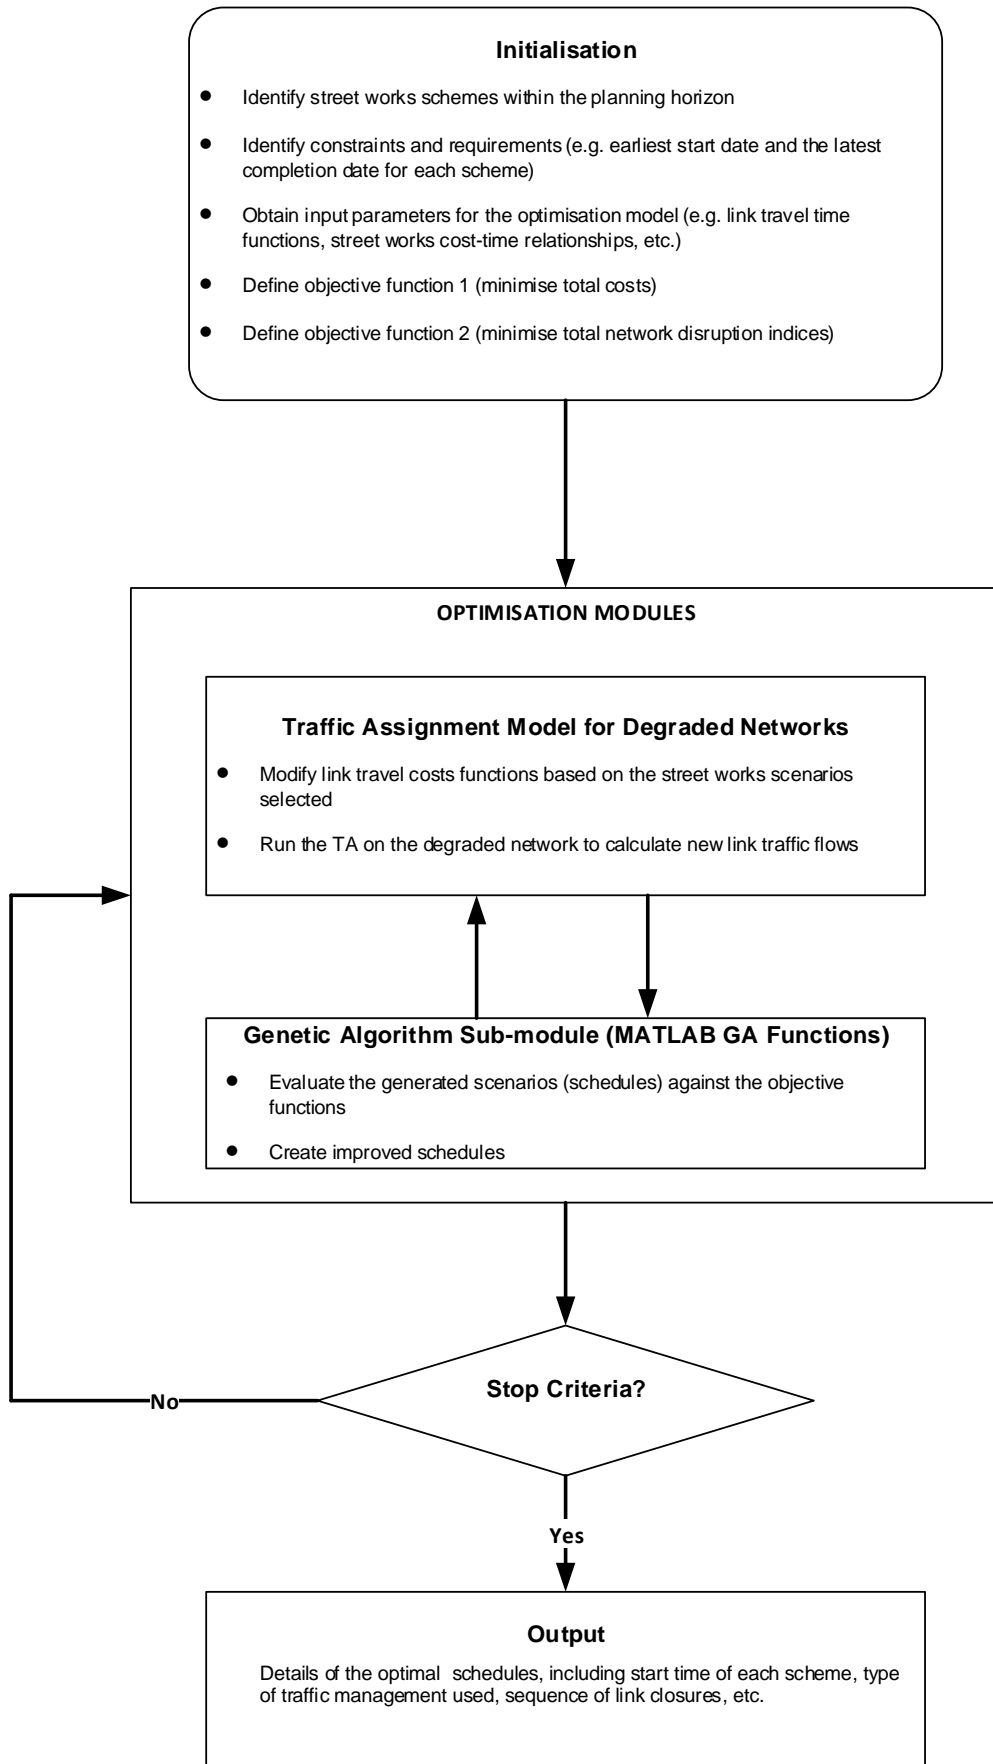 Initialisation
● Identify street works schemes within the planning horizon
● Identify constraints and requirements (e.g. earliest start date and the latest
completion date for each scheme)
● Obtain input parameters for the optimisation model (e.g. link travel time
functions, street works cost-time relationships, etc.)
● Define objective function 1 (minimise total costs)
● Define objective function 2 (minimise total network disruption indices)
OPTIMISATION MODULES
Traffic Assignment Model for Degraded Networks
● Modify link travel costs functions based on the street works scenarios
selected
● Run the TA on the degraded network to calculate new link traffic flows
Genetic Algorithm Sub-module (MATLAB GA Functions)
● Evaluate the generated scenarios (schedules) against the objective
functions
● Create improved schedules
Stop Criteria?
No
Yes
Output
Details of the optimal schedules, including start time of each scheme, type
of traffic management used, sequence of link closures, etc.